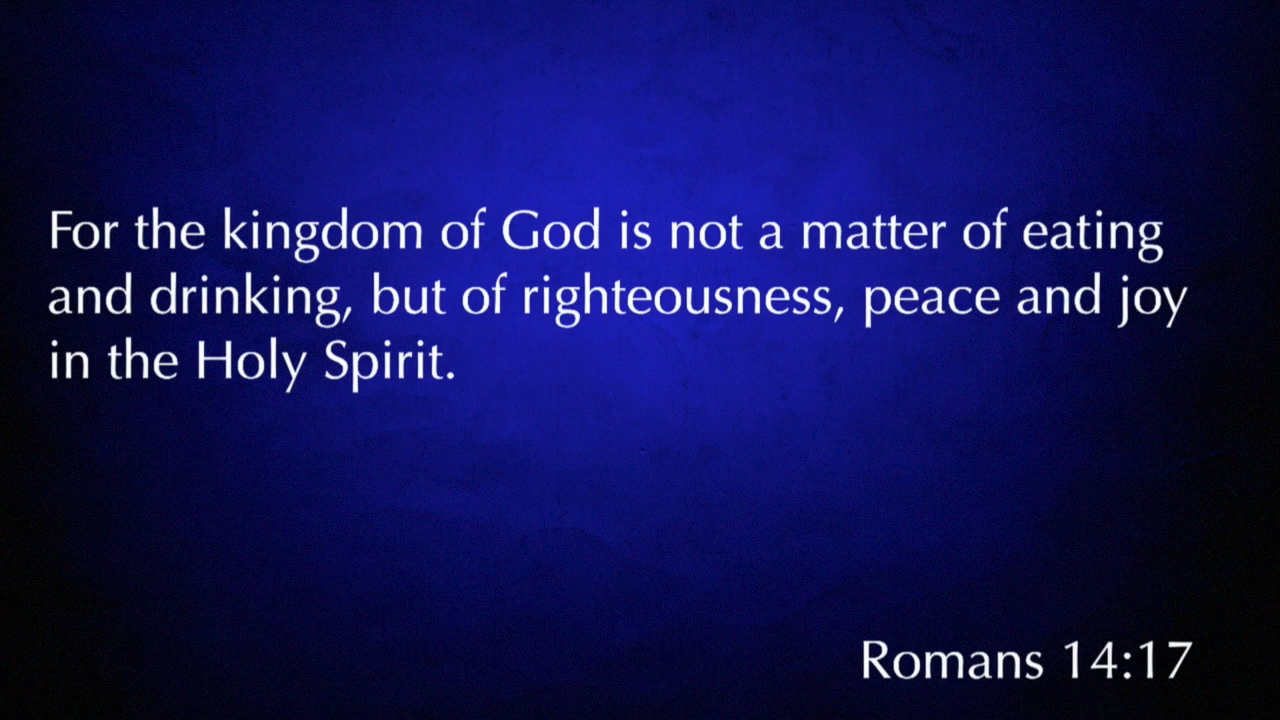 For the kingdom of God is not a matter of eating
and drinking, but of righteousness, peace and joy
in the Holy Spirit.
Romans 14:17